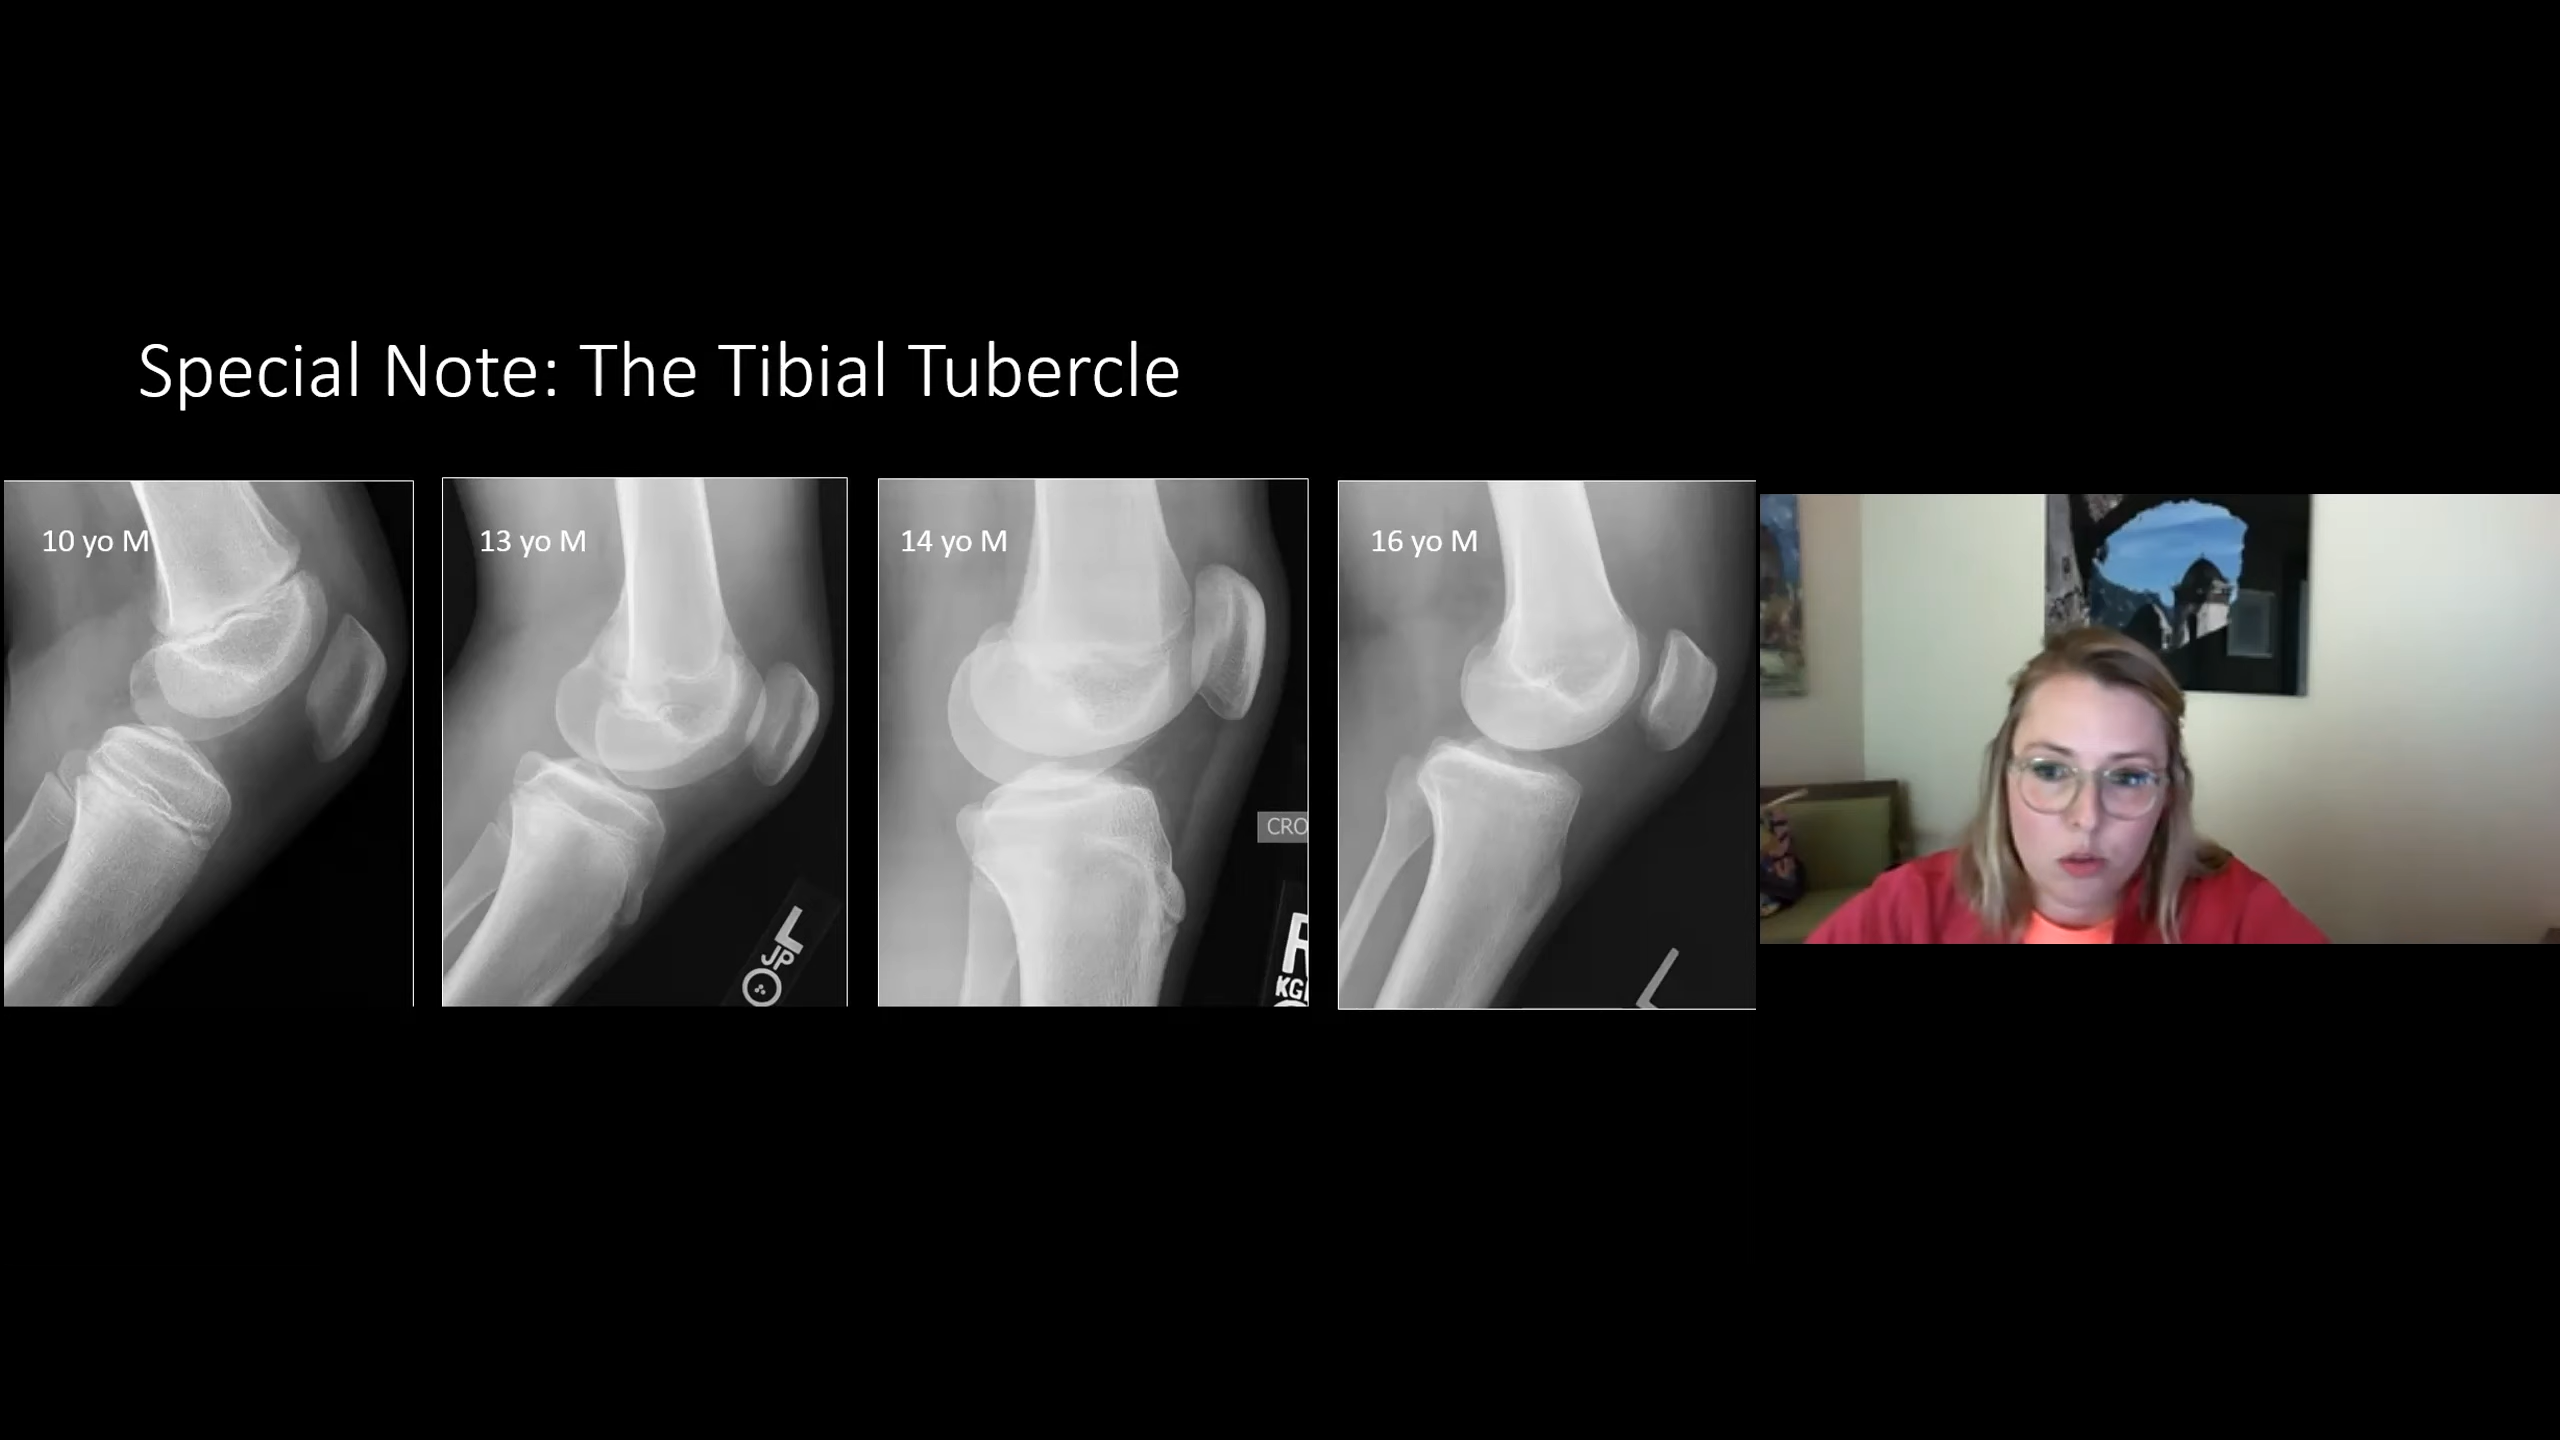 Special Note: The Tibial Tubercle
10 yo M
13 yo M
14 yo M
16 yo M
CRO
R
L
JP
KG
L